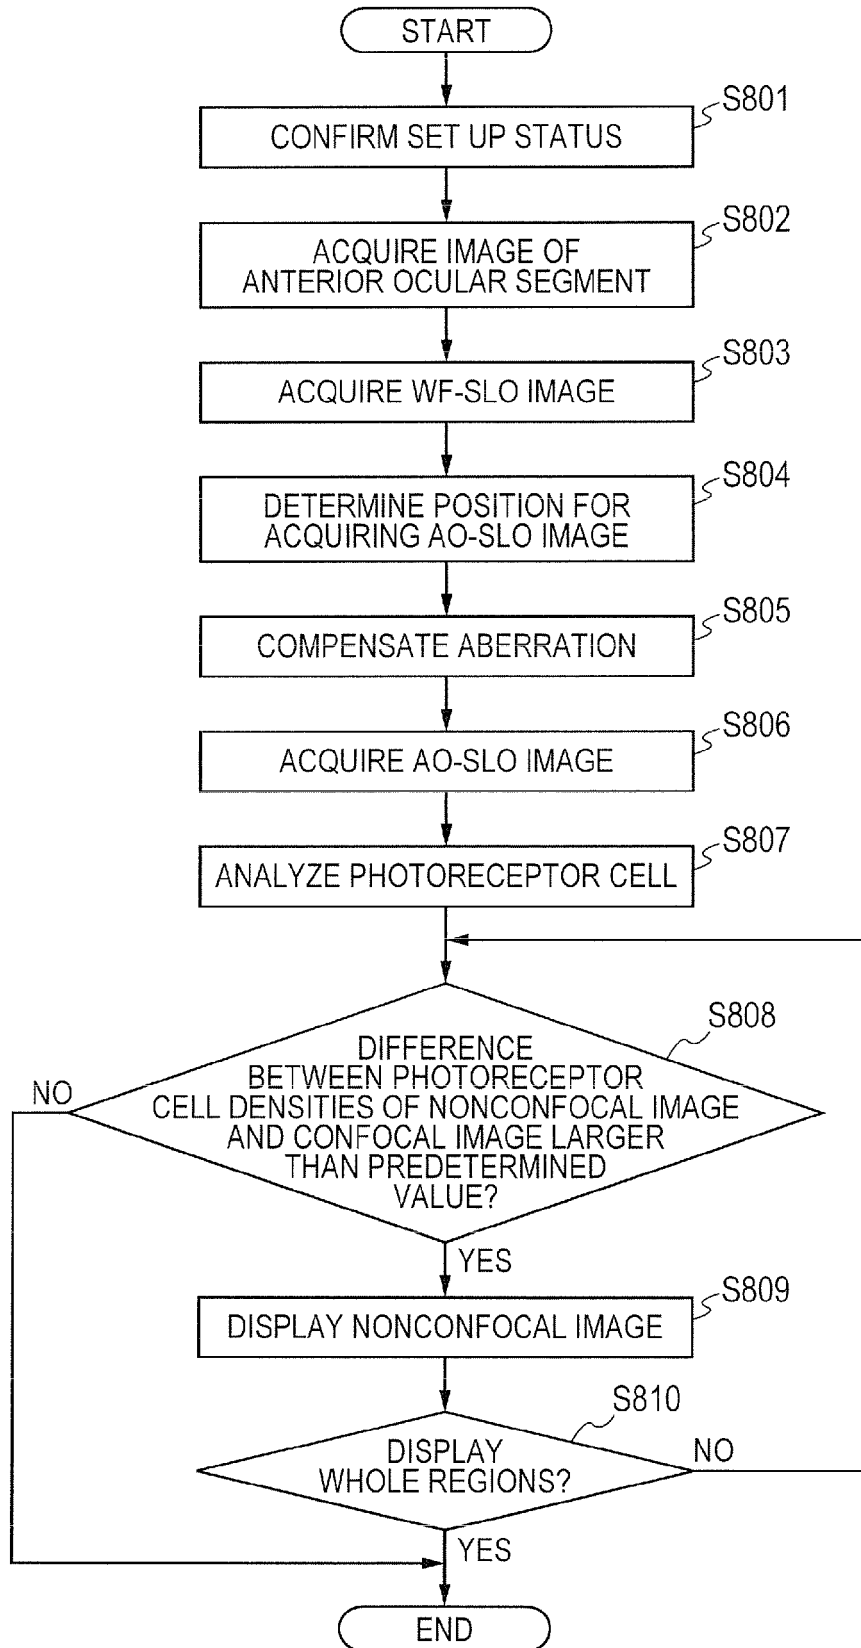 START
S801
CONFIRM SET UP STATUS
S802
ACQUIRE IMAGE OF
ANTERIOR OCULAR SEGMENT
S803
ACQUIRE WF-SLO IMAGE
S804
DETERMINE POSITION FOR
ACQUIRING AO-SLO IMAGE
S805
COMPENSATE ABERRATION
S806
ACQUIRE AO-SLO IMAGE
S807
ANALYZE PHOTORECEPTOR CELL
S808
DIFFERENCE
BETWEEN PHOTORECEPTOR
CELL DENSITIES OF NONCONFOCAL IMAGE
AND CONFOCAL IMAGE LARGER
THAN PREDETERMINED
VALUE?
NO
YES
S809
DISPLAY NONCONFOCAL IMAGE
S810
DISPLAY
WHOLE REGIONS?
NO
YES
END